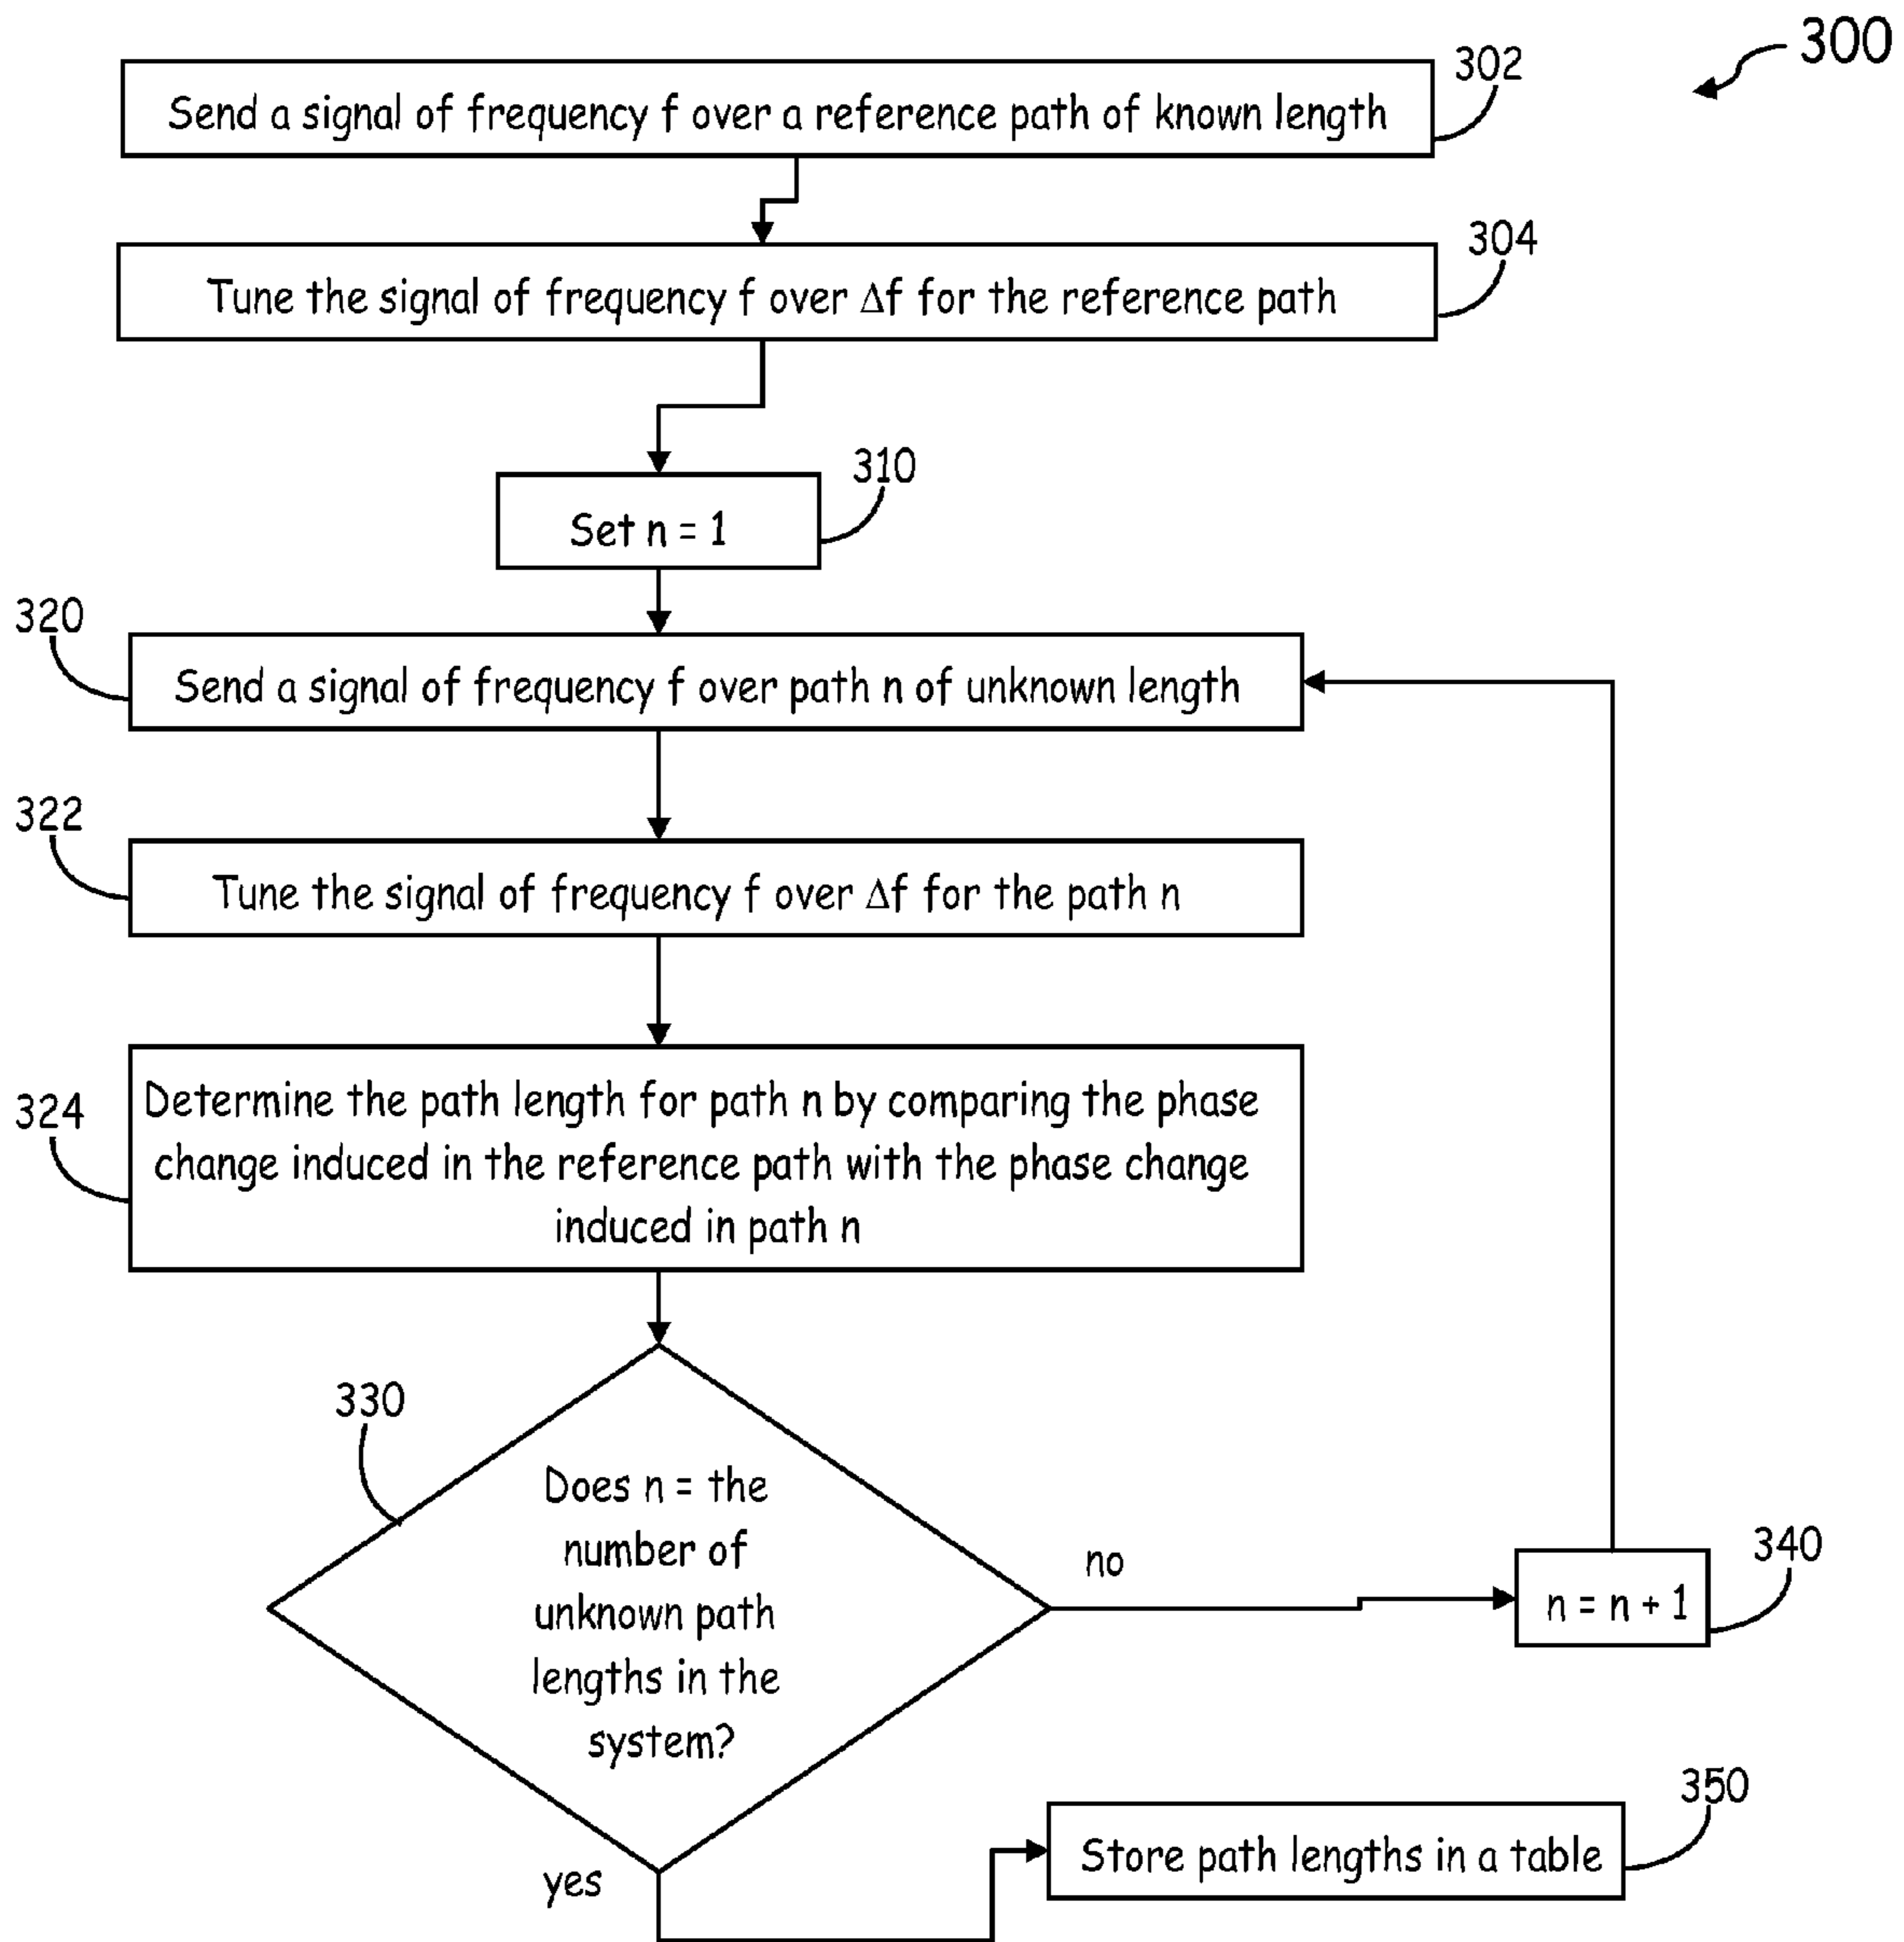 300
302
Send a signal of frequency f over a reference path of known length
304
Tune the signal of frequency f over Δf for the reference path
310
Set n = 1
320
Send a signal of frequency f over path n of unknown length
322
Tune the signal of frequency f over Δf for the path n
324
Determine the path length for path n by comparing the phase
change induced in the reference path with the phase change
induced in path n
330
Does n = the
number of
unknown path
lengths in the
system?
no
340
n = n + 1
yes
350
Store path lengths in a table